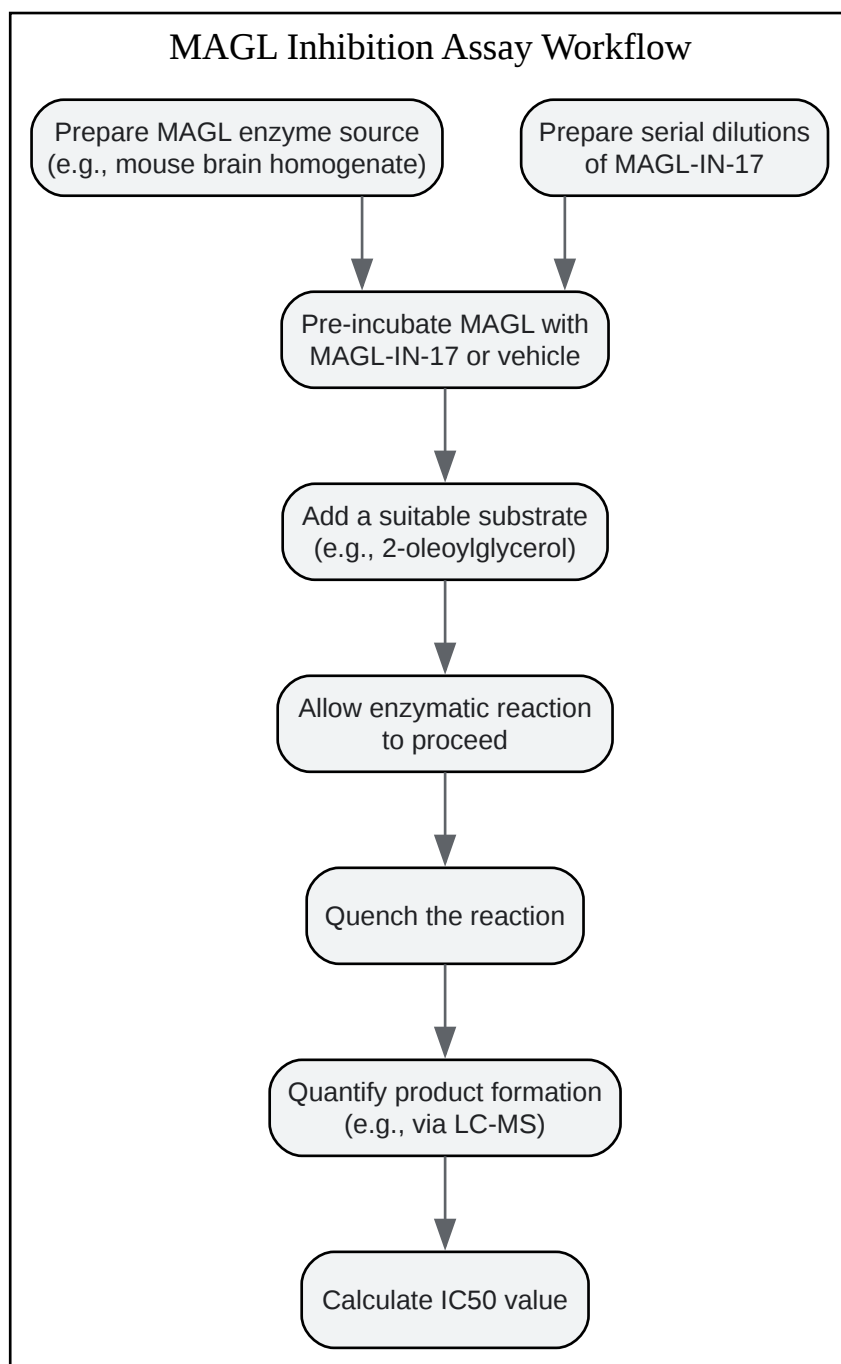 MAGL Inhibition Assay Workflow
Prepare MAGL enzyme source
(e.g., mouse brain homogenate)
Prepare serial dilutions
of MAGL-IN-17
Pre-incubate MAGL with
MAGL-IN-17 or vehicle
Add a suitable substrate
(e.g., 2-oleoylglycerol)
Allow enzymatic reaction
to proceed
Quench the reaction
Quantify product formation
(e.g., via LC-MS)
Calculate IC50 value